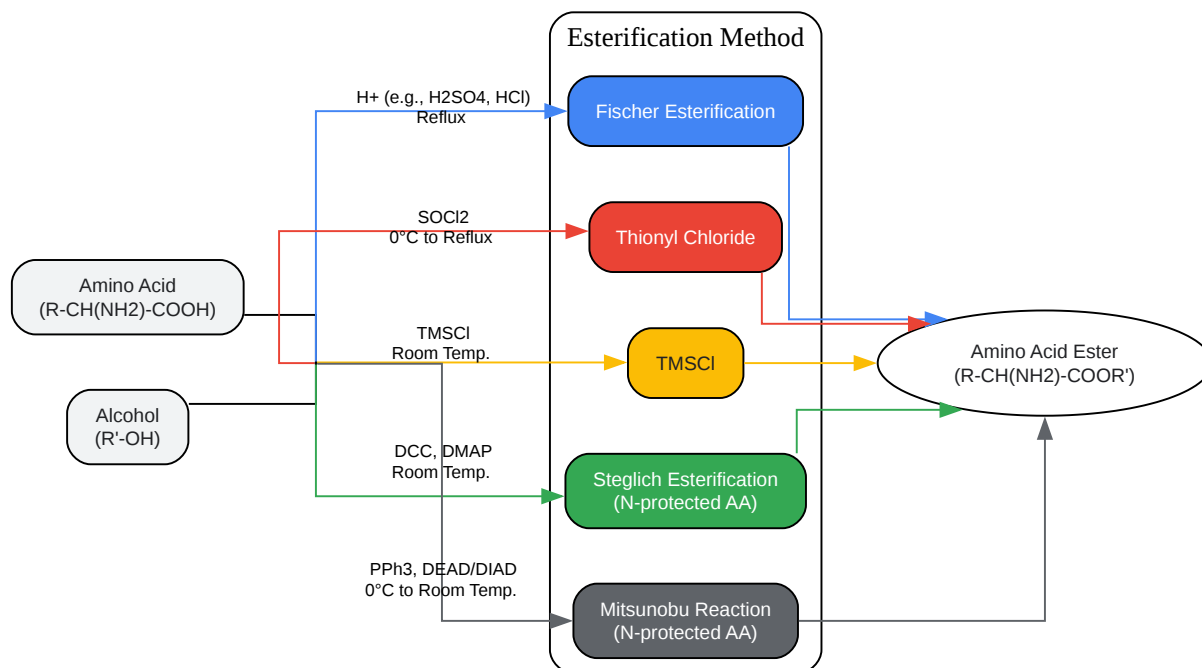 Esterification Method
H+ (e.g., H2SO4, HCl)
Reflux
Fischer Esterification
SOCl2
0°C to Reflux
Thionyl Chloride
Amino Acid
(R-CH(NH2)-COOH)
TMSCl
Room Temp.
TMSCl
Amino Acid Ester
(R-CH(NH2)-COOR')
Alcohol
(R'-OH)
DCC, DMAP
Room Temp.
Steglich Esterification
(N-protected AA)
PPh3, DEAD/DIAD
0°C to Room Temp.
Mitsunobu Reaction
(N-protected AA)